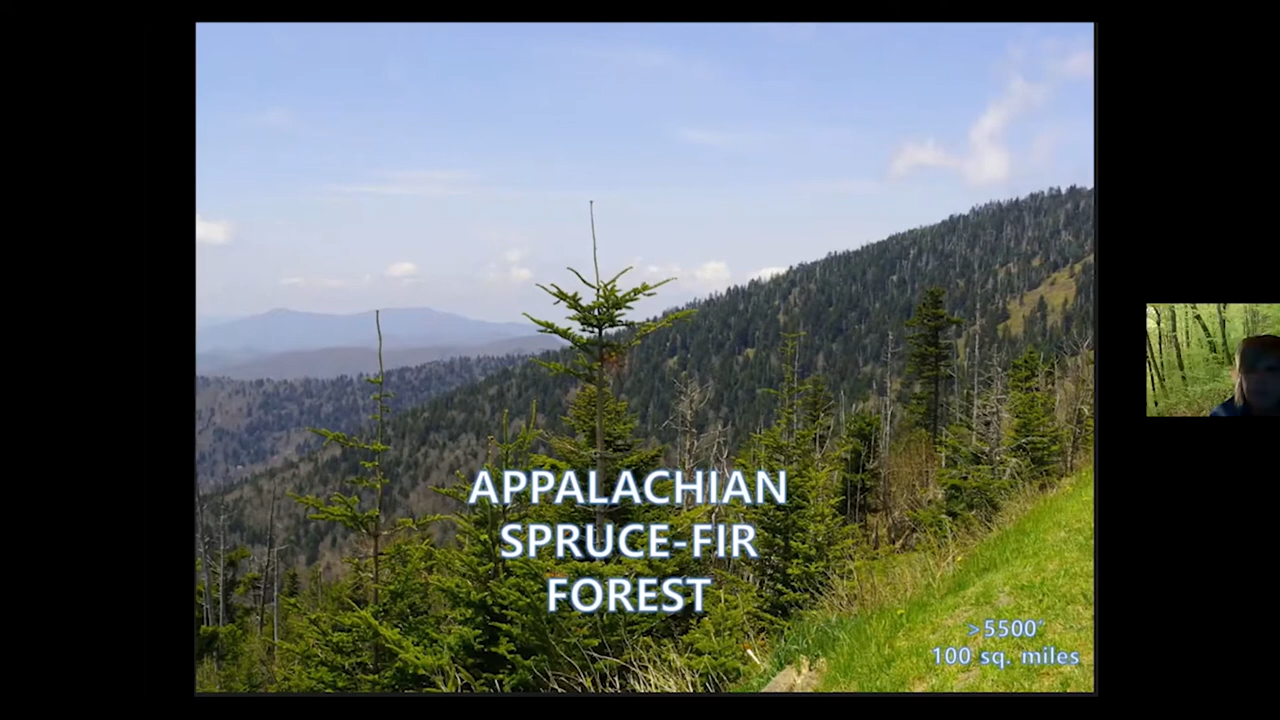 APPALACHIAN
SPRUCE-FIR
FOREST
>5500'
100 sq. miles